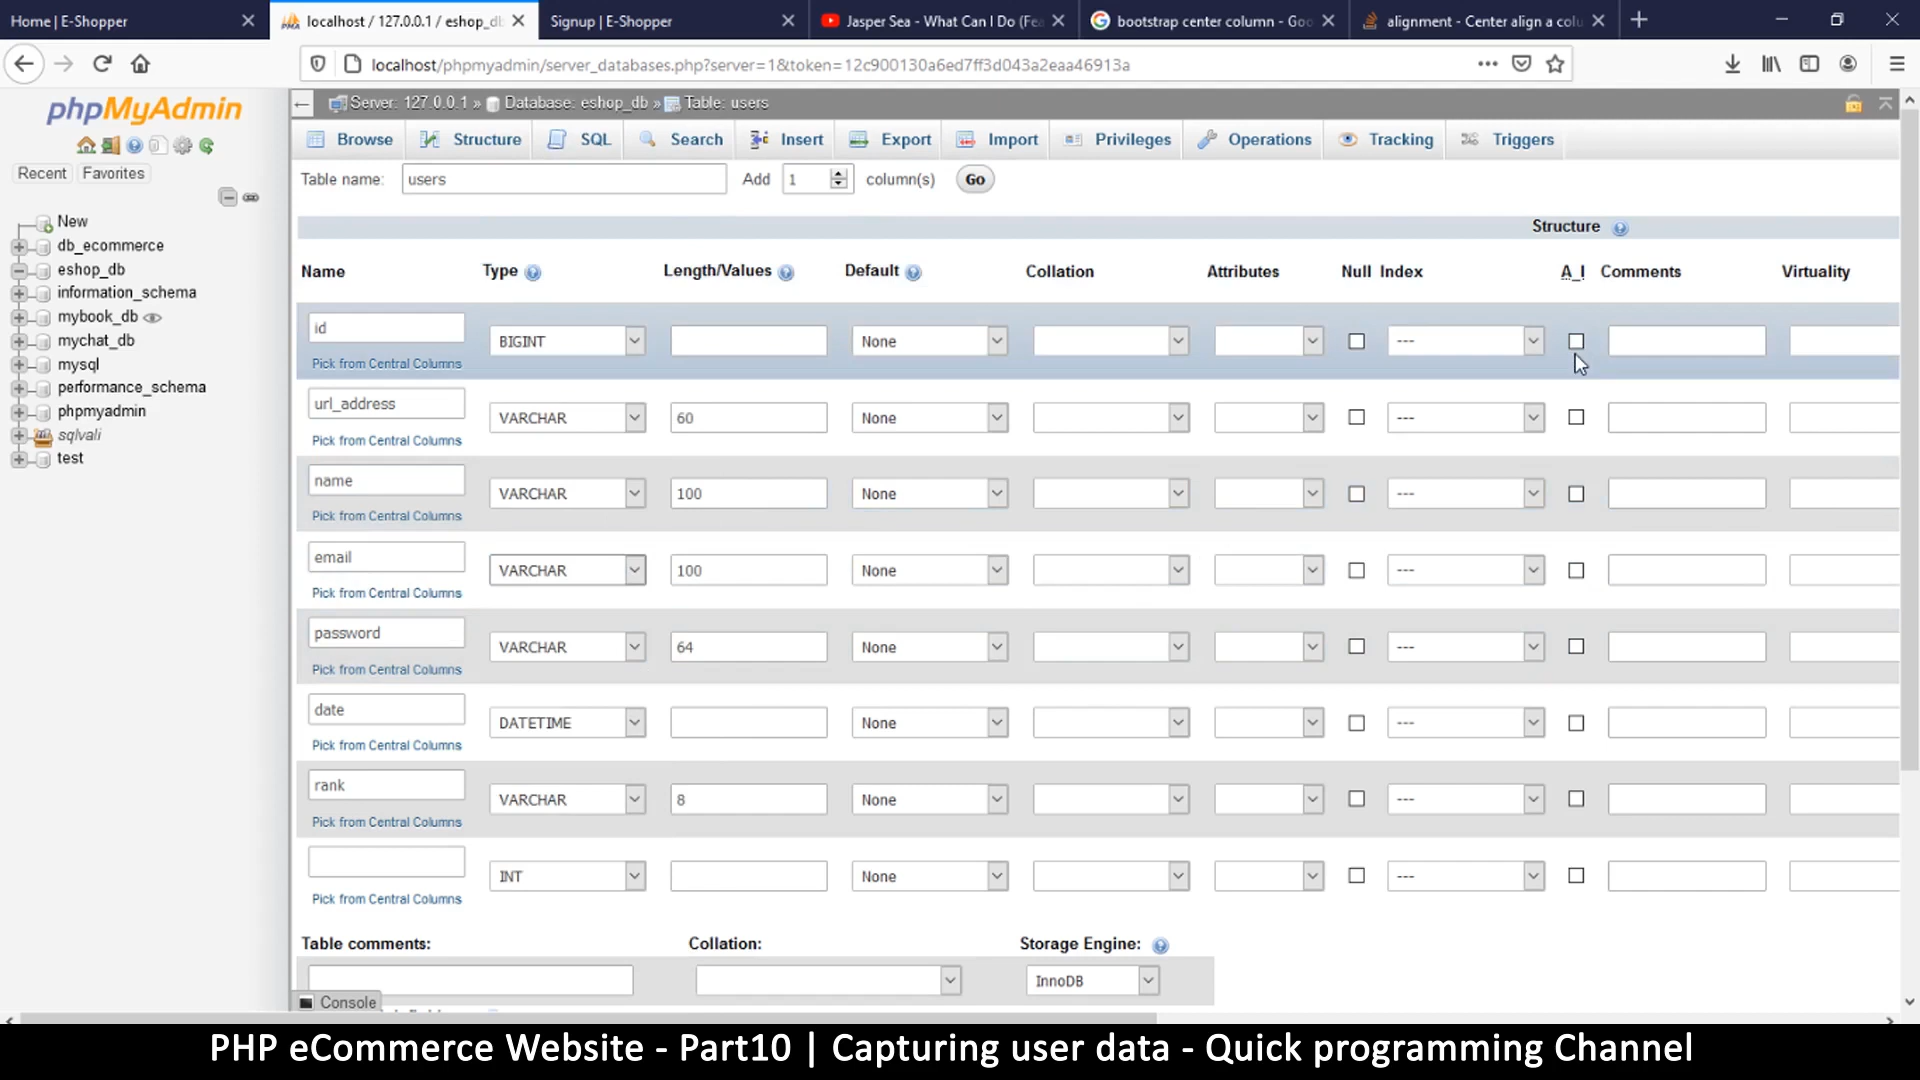 Home | E-Shopper
localhost / 127.0.0.1 / eshop_db
Signup | E-Shopper
Jasper Sea - What Can I Do (Fea
bootstrap center column - Goo
alignment - Center align a colu
localhost/phpmyadmin/server_databases.php?server=1&token=12c900130a6ed7ff3d043a2eaa46913a
phpMyAdmin
Recent Favorites
New
db_ecommerce
eshop_db
information_schema
mybook_db
mychat_db
mysql
performance_schema
phpmyadmin
sqlvali
test
Server: 127.0.0.1 » Database: eshop_db » Table: users
Browse Structure SQL Search Insert Export Import Privileges Operations Tracking Triggers
Table name: users Add 1 column(s) Go
Structure
Name Type Length/Values Default Collation Attributes Null Index A_I Comments Virtuality
id BIGINT None ---
Pick from Central Columns
url_address VARCHAR 60 None ---
Pick from Central Columns
name VARCHAR 100 None ---
Pick from Central Columns
email VARCHAR 100 None ---
Pick from Central Columns
password VARCHAR 64 None ---
Pick from Central Columns
date DATETIME None ---
Pick from Central Columns
rank VARCHAR 8 None ---
Pick from Central Columns
INT None ---
Pick from Central Columns
Table comments: Collation: Storage Engine:
InnoDB
Console
PHP eCommerce Website - Part10 | Capturing user data - Quick programming Channel